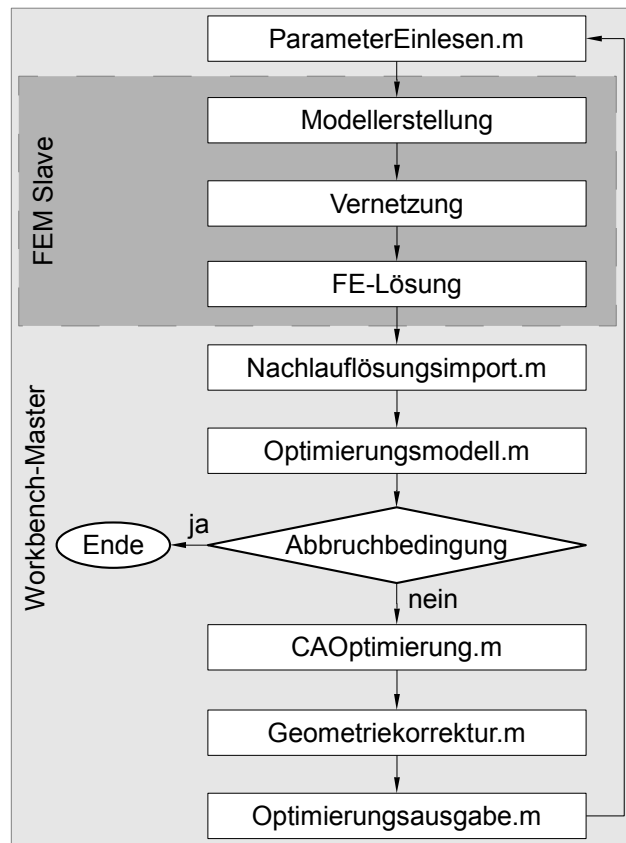 ParameterEinlesen.m
FEM Slave
Modellerstellung
Vernetzung
FE-Lösung
Workbench-Master
Nachlauflösungsimport.m
Optimierungsmodell.m
Abbruchbedingung
ja
Ende
nein
CAOptimierung.m
Geometriekorrektur.m
Optimierungsausgabe.m